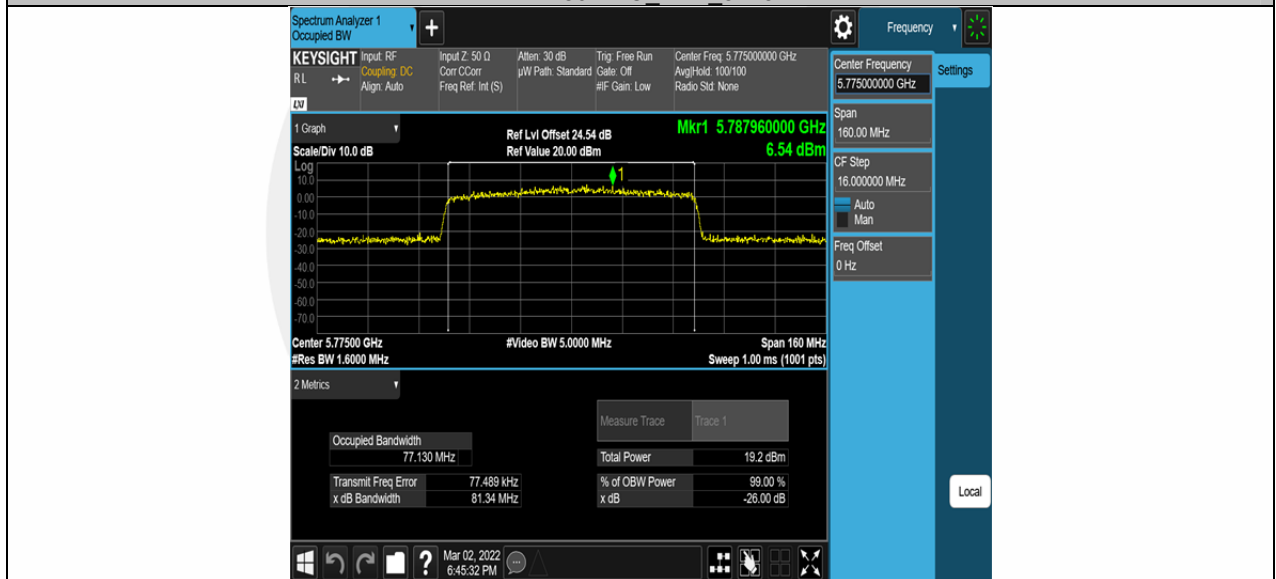 Spectrum Analyzer 1
Occupied BW
+
Frequency
KEYSIGHT
RL
LXI
Input: RF
Coupling: DC
Align: Auto
Input Z: 50 Ω
Corr CCorr
Freq Ref: Int (S)
Atten: 30 dB
µW Path: Standard
Trig: Free Run
Gate: Off
#IF Gain: Low
Center Freq: 5.775000000 GHz
Avg|Hold: 100/100
Radio Std: None
Center Frequency
5.775000000 GHz
Settings
Span
160.00 MHz
CF Step
16.000000 MHz
Auto
Man
Freq Offset
0 Hz
Local
1 Graph
Scale/Div 10.0 dB
Ref Lvl Offset 24.54 dB
Ref Value 20.00 dBm
Mkr1 5.787960000 GHz
6.54 dBm
Log
10.0
0.00
-10.0
-20.0
-30.0
-40.0
-50.0
-60.0
-70.0
1
Center 5.77500 GHz
#Video BW 5.0000 MHz
Span 160 MHz
#Res BW 1.6000 MHz
Sweep 1.00 ms (1001 pts)
2 Metrics
Measure Trace
Trace 1
Occupied Bandwidth
77.130 MHz
Total Power
19.2 dBm
Transmit Freq Error
77.489 kHz
% of OBW Power
99.00 %
x dB Bandwidth
81.34 MHz
x dB
-26.00 dB
?
Mar 02, 2022
6:45:32 PM